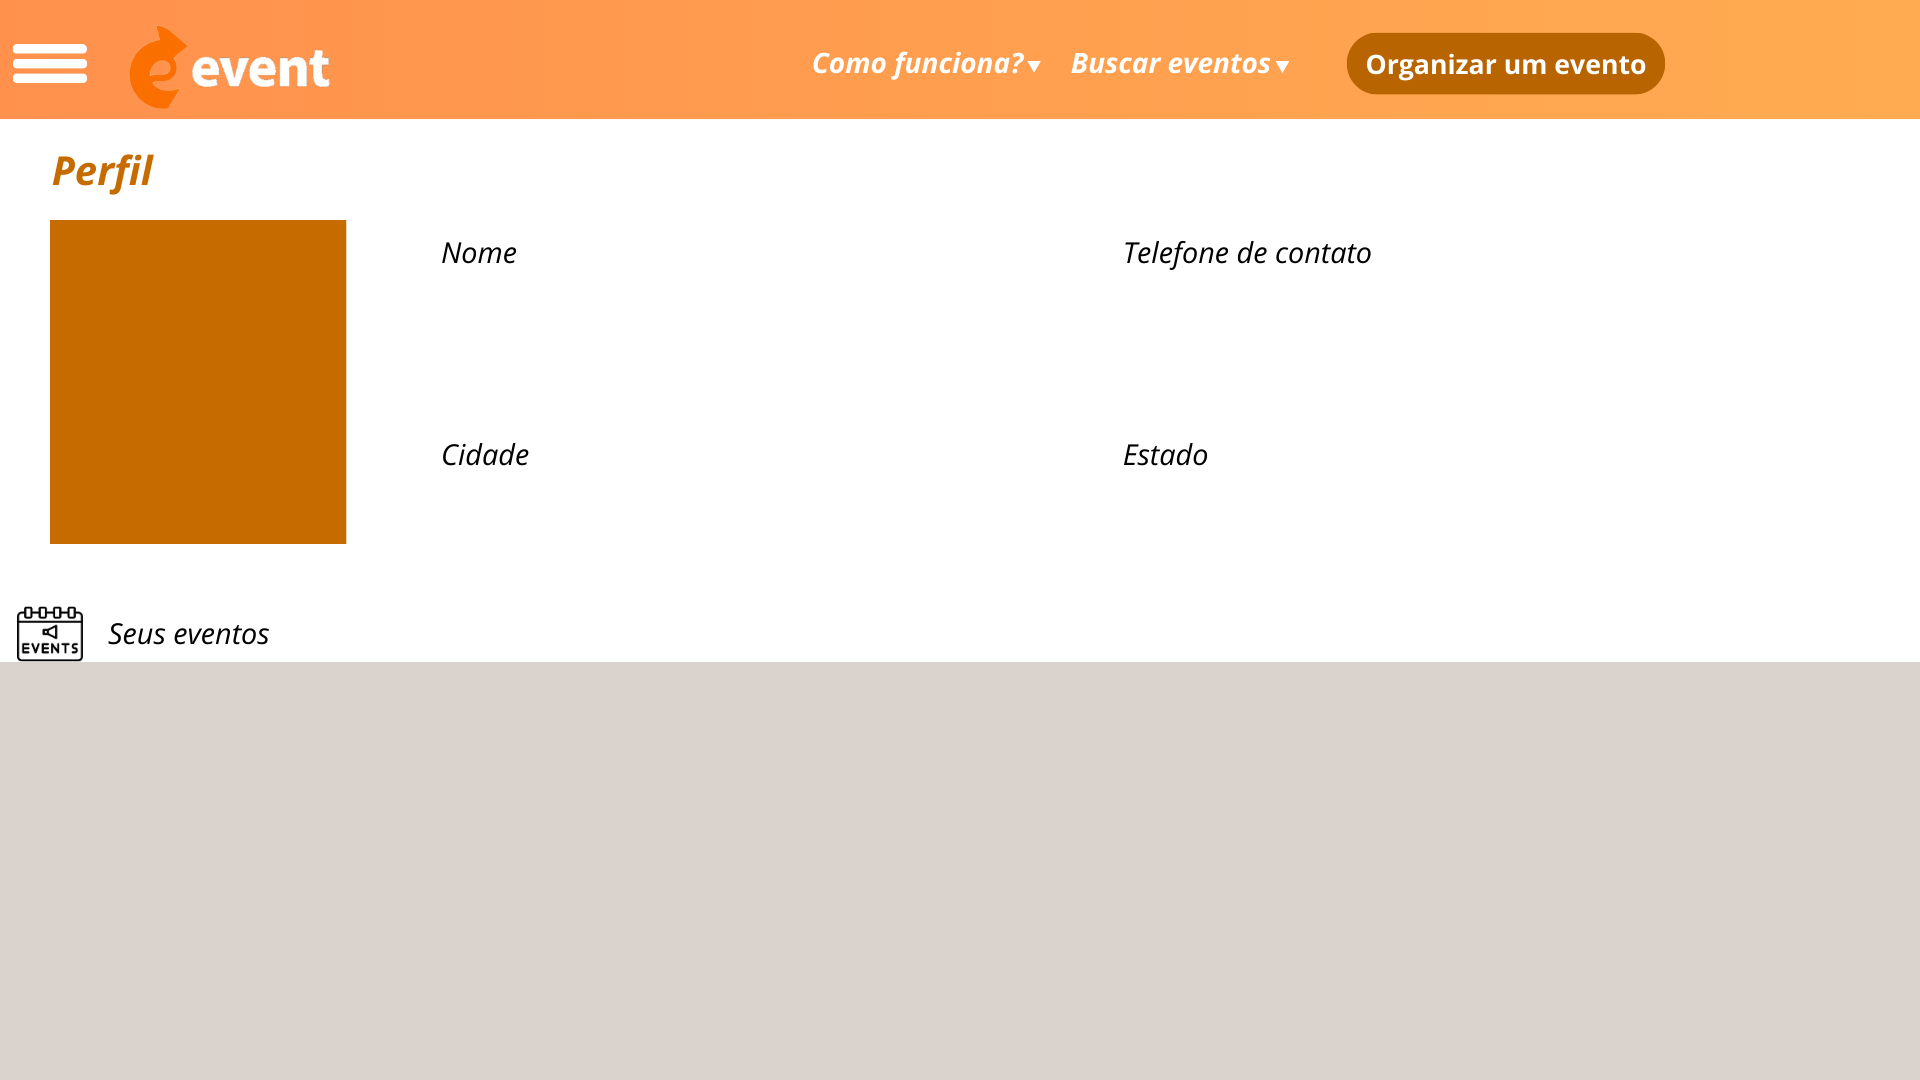 event
Como funciona? Buscar eventos Organizar um evento
Perfil
Nome Telefone de contato
Cidade Estado
EVENTS
Seus eventos